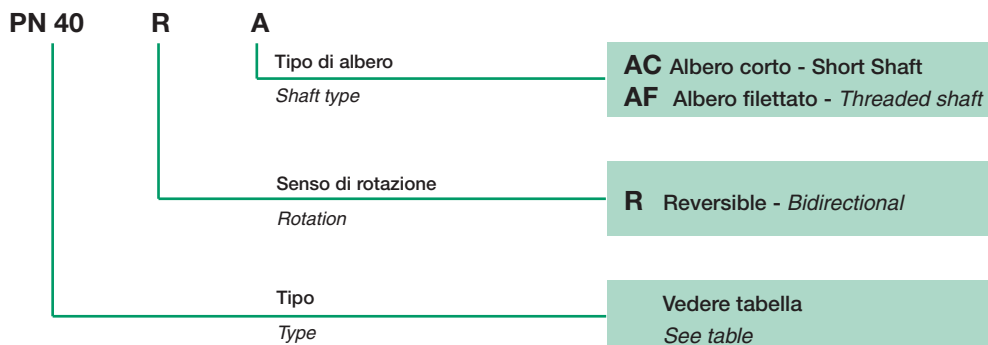 PN 40 R A
Tipo di albero
Shaft type
AC Albero corto - Short Shaft
AF Albero filettato - Threaded shaft
Senso di rotazione
Rotation
R Reversible - Bidirectional
Tipo
Type
Vedere tabella
See table